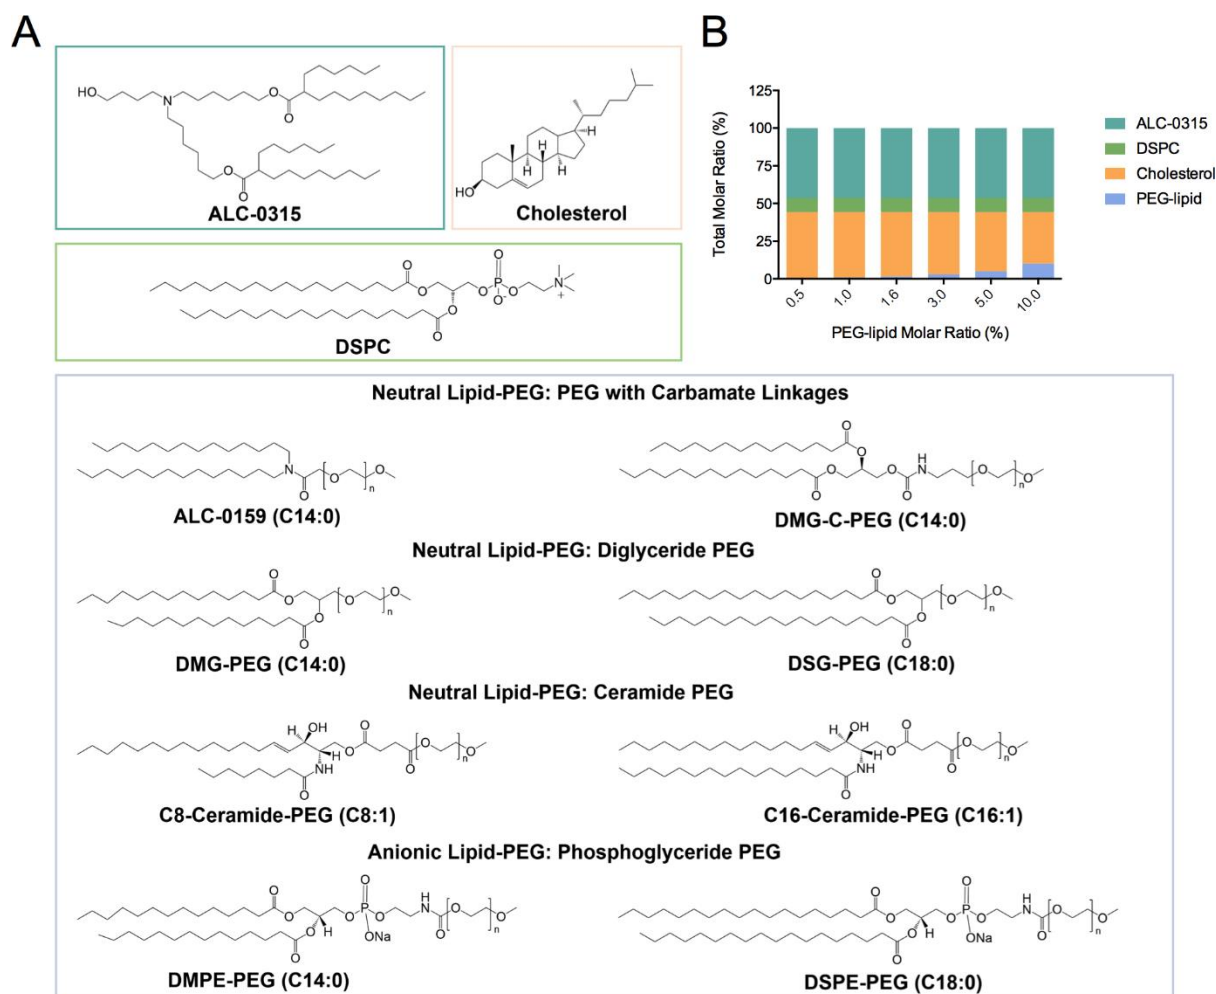 A
HO
N
O
O
O
O
ALC-0315
H
H
H
H
HO
Cholesterol
O
O
O
O
O
P
O-
O
N
+
DSPC
B
Total Molar Ratio (%)
125
100
75
50
25
0
0.5
1.0
1.6
3.0
5.0
10.0
PEG-lipid Molar Ratio (%)
ALC-0315
DSPC
Cholesterol
PEG-lipid
Neutral Lipid-PEG: PEG with Carbamate Linkages
N
O
O
n
O
ALC-0159 (C14:0)
O
O
O
O
O
O
H
N
O
n
O
DMG-C-PEG (C14:0)
Neutral Lipid-PEG: Diglyceride PEG
O
O
O
O
O
n
O
DMG-PEG (C14:0)
O
O
O
O
O
n
O
DSG-PEG (C18:0)
Neutral Lipid-PEG: Ceramide PEG
H
OH
H
NH
O
O
O
O
O
n
O
C8-Ceramide-PEG (C8:1)
H
OH
H
NH
O
O
O
O
O
n
O
C16-Ceramide-PEG (C16:1)
Anionic Lipid-PEG: Phosphoglyceride PEG
O
O
O
O
H
O
P
O
O
ONa
H
N
O
O
n
O
DMPE-PEG (C14:0)
O
O
O
O
H
O
P
O
O
ONa
H
N
O
O
n
O
DSPE-PEG (C18:0)